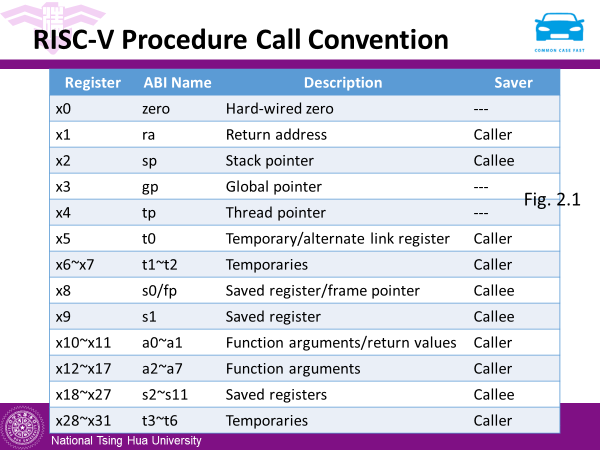 RISC-V Procedure Call Convention
COMMON CASE FAST
Register ABI Name Description Saver
x0 zero Hard-wired zero ---
x1 ra Return address Caller
x2 sp Stack pointer Callee
x3 gp Global pointer ---
Fig. 2.1
x4 tp Thread pointer ---
x5 t0 Temporary/alternate link register Caller
x6~x7 t1~t2 Temporaries Caller
x8 s0/fp Saved register/frame pointer Callee
x9 s1 Saved register Callee
x10~x11 a0~a1 Function arguments/return values Caller
x12~x17 a2~a7 Function arguments Caller
x18~x27 s2~s11 Saved registers Callee
x28~x31 t3~t6 Temporaries Caller
National Tsing Hua University